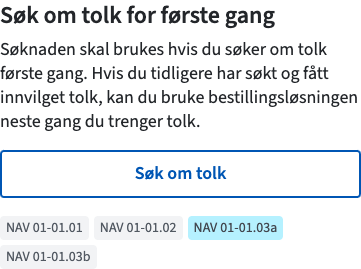 Søk om tolk for første gang
Søknaden skal brukes hvis du søker om tolk
første gang. Hvis du tidligere har søkt og fått
innvilget tolk, kan du bruke bestillingsløsningen
neste gang du trenger tolk.
Søk om tolk
NAV 01-01.01 NAV 01-01.02 NAV 01-01.03a
NAV 01-01.03b